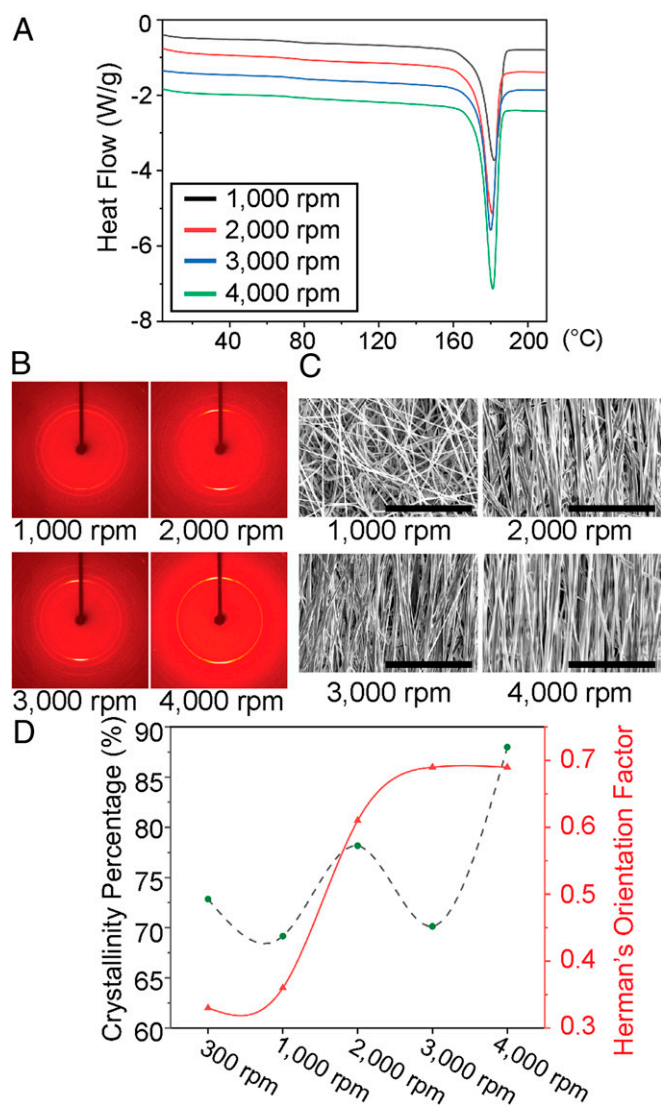 A
Heat Flow (W/g)
0
-2
-4
-6
-8
1,000 rpm
2,000 rpm
3,000 rpm
4,000 rpm
40 80 120 160 200 (°C)
B
1,000 rpm 2,000 rpm
3,000 rpm 4,000 rpm
C
1,000 rpm 2,000 rpm
3,000 rpm 4,000 rpm
D
Crystallinity Percentage (%)
90
85
80
75
70
65
60
Herman's Orientation Factor
0.7
0.6
0.5
0.4
0.3
300 rpm 1,000 rpm 2,000 rpm 3,000 rpm 4,000 rpm